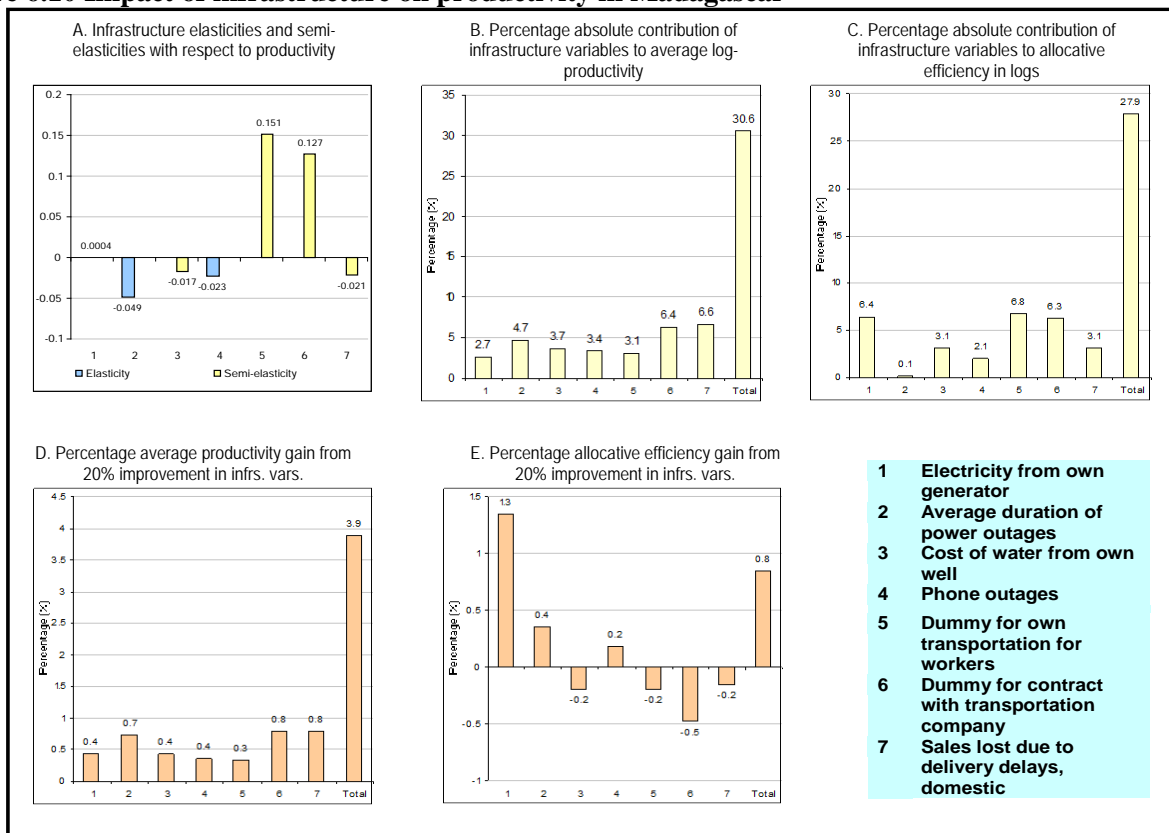 e 6.10 Impact of infrastructure on productivity in Madagascar
A. Infrastructure elasticities and semi-
elasticities with respect to productivity
0.2
0.15
0.1
0.05
0
-0.05
-0.1
0.0004
-0.049
-0.017
-0.023
0.151
0.127
-0.021
1 2 3 4 5 6 7
Elasticity Semi-elasticity
B. Percentage absolute contribution of
infrastructure variables to average log-
productivity
Percentage (%)
35
30
25
20
15
10
5
0
2.7
4.7
3.7
3.4
3.1
6.4
6.6
30.6
1 2 3 4 5 6 7 Total
C. Percentage absolute contribution of
infrastructure variables to allocative
efficiency in logs
Percentage (%)
30
25
20
15
10
5
0
6.4
0.1
3.1
2.1
6.8
6.3
3.1
27.9
1 2 3 4 5 6 7 Total
D. Percentage average productivity gain from
20% improvement in infrs. vars.
Percentage (%)
4.5
4
3.5
3
2.5
2
1.5
1
0.5
0
0.4
0.7
0.4
0.4
0.3
0.8
0.8
3.9
1 2 3 4 5 6 7 Total
E. Percentage allocative efficiency gain from
20% improvement in infrs. vars.
Percentage (%)
1.5
1
0.5
0
-0.5
-1
1.3
0.4
-0.2
0.2
-0.2
-0.5
-0.2
0.8
1 2 3 4 5 6 7 Total
1 Electricity from own
generator
2 Average duration of
power outages
3 Cost of water from own
well
4 Phone outages
5 Dummy for own
transportation for
workers
6 Dummy for contract
with transportation
company
7 Sales lost due to
delivery delays,
domestic